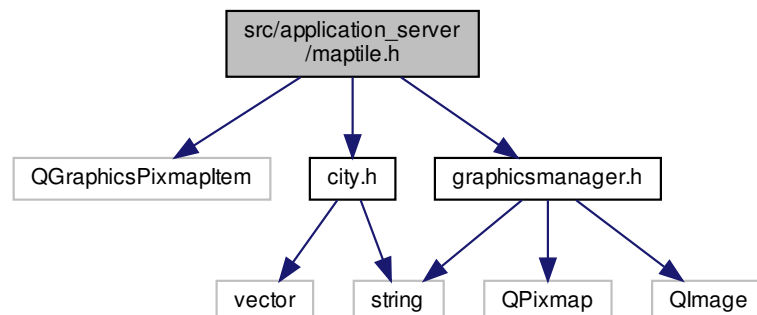 src/application_server
/maptile.h
QGraphicsPixmapItem
city.h
graphicsmanager.h
vector
string
QPixmap
QImage